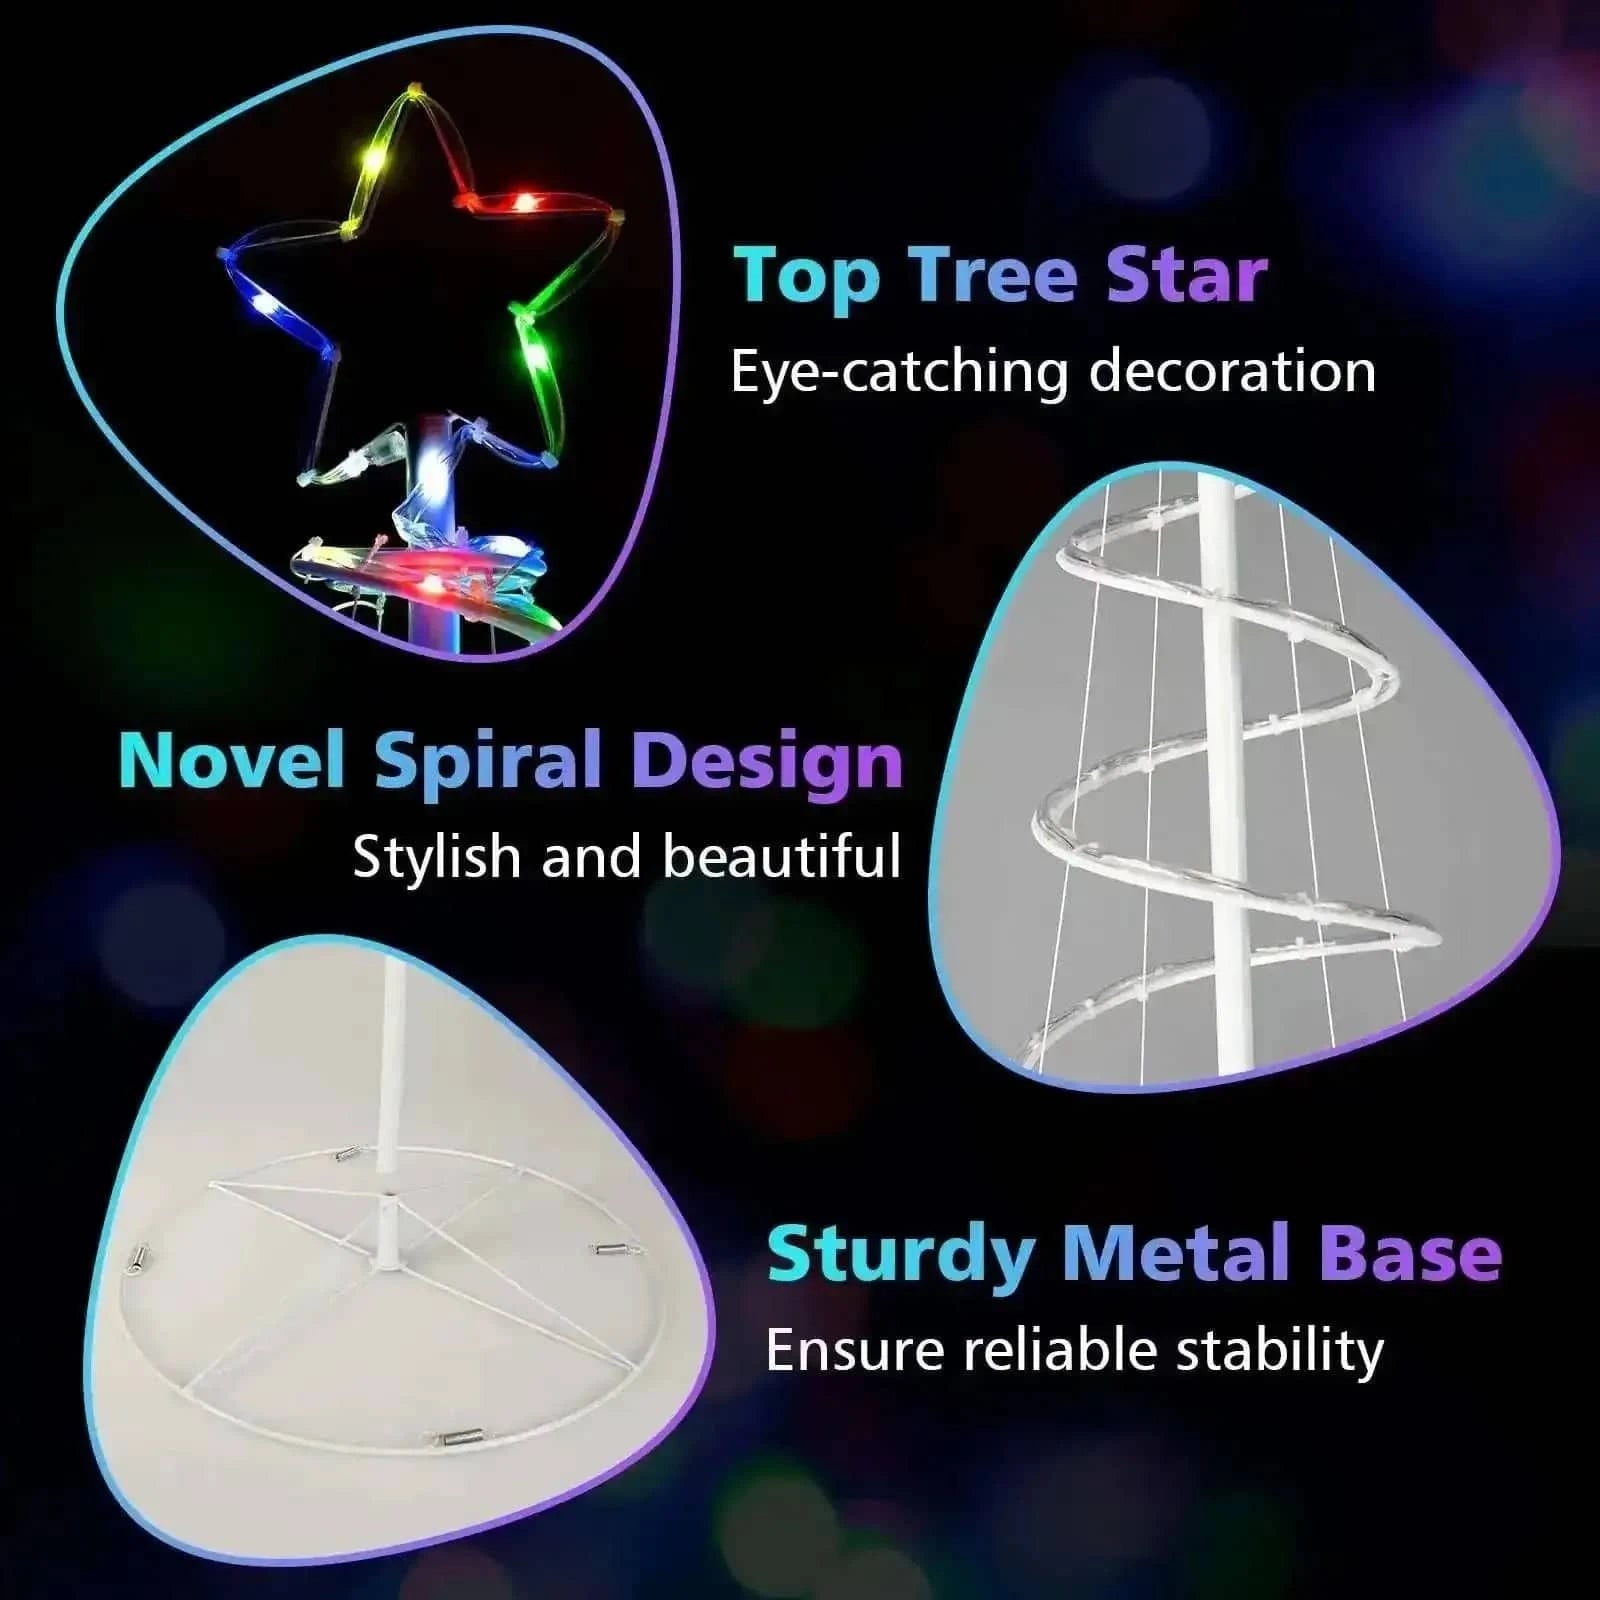 Top Tree Star
Eye-catching decoration
Novel Spiral Design
Stylish and beautiful
Sturdy Metal Base
Ensure reliable stability